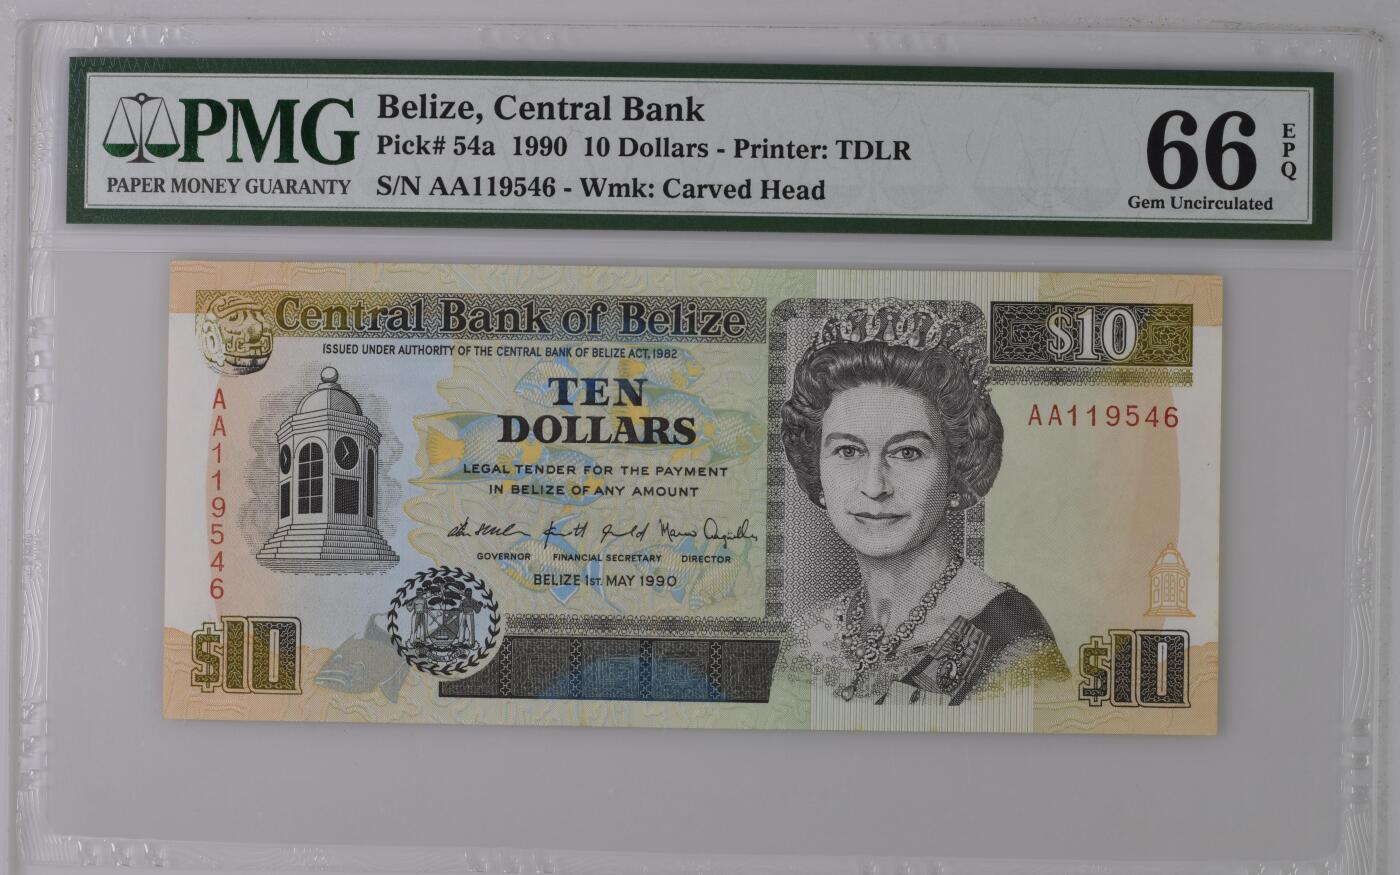 PMG
PAPER MONEY GUARANTY
Belize, Central Bank
Pick# 54a 1990 10 Dollars - Printer: TDLR
S/N AA119546 - Wmk: Carved Head
66
EPQ
Gem Uncirculated
Central Bank of Belize
ISSUED UNDER AUTHORITY OF THE CENTRAL BANK OF BELIZE ACT, 1982
$10
TEN
DOLLARS
AA119546
AA119546
LEGAL TENDER FOR THE PAYMENT
IN BELIZE OF ANY AMOUNT
GOVERNOR FINANCIAL SECRETARY DIRECTOR
BELIZE 1ST. MAY 1990
$10
$10